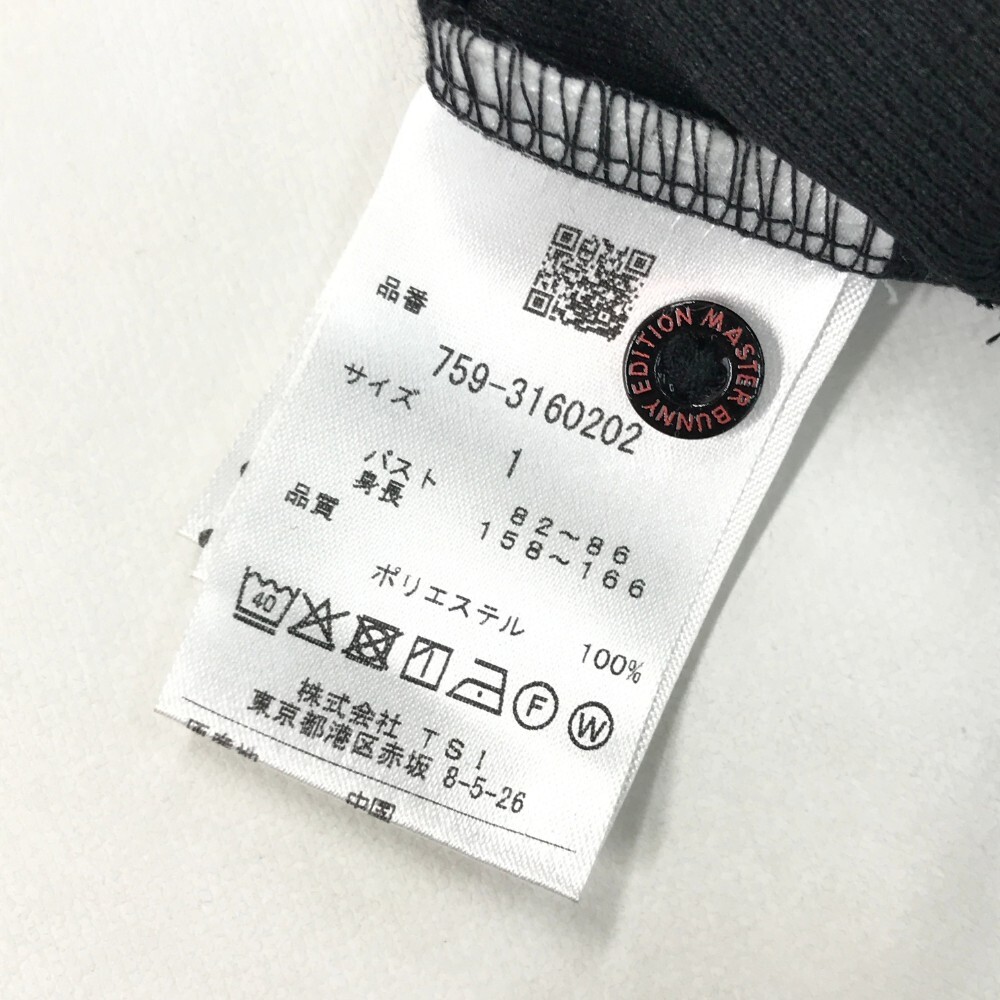 品番
759-3160202
サイズ
1
バスト 82~86
身長 158~166
品質
ポリエステル 100%
40
F
W
株式会社 TSI
東京都港区赤坂 8-5-26
中国
MASTER BUNNY EDITION